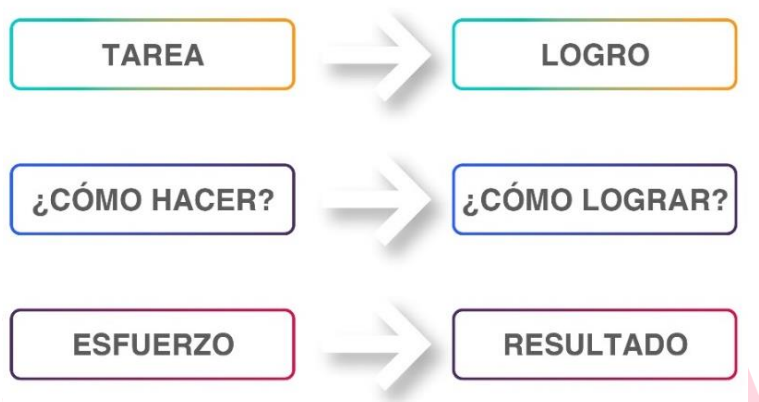 TAREA
LOGRO
¿CÓMO HACER?
¿CÓMO LOGRAR?
ESFUERZO
RESULTADO